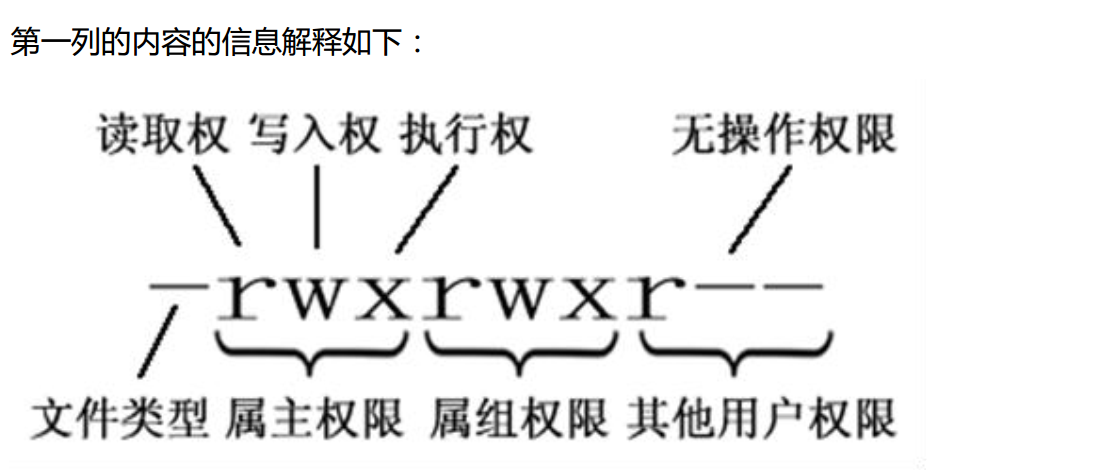 第一列的内容的信息解释如下：
读取权 写入权 执行权 无操作权限
-rwxrwxr--
文件类型 属主权限 属组权限 其他用户权限